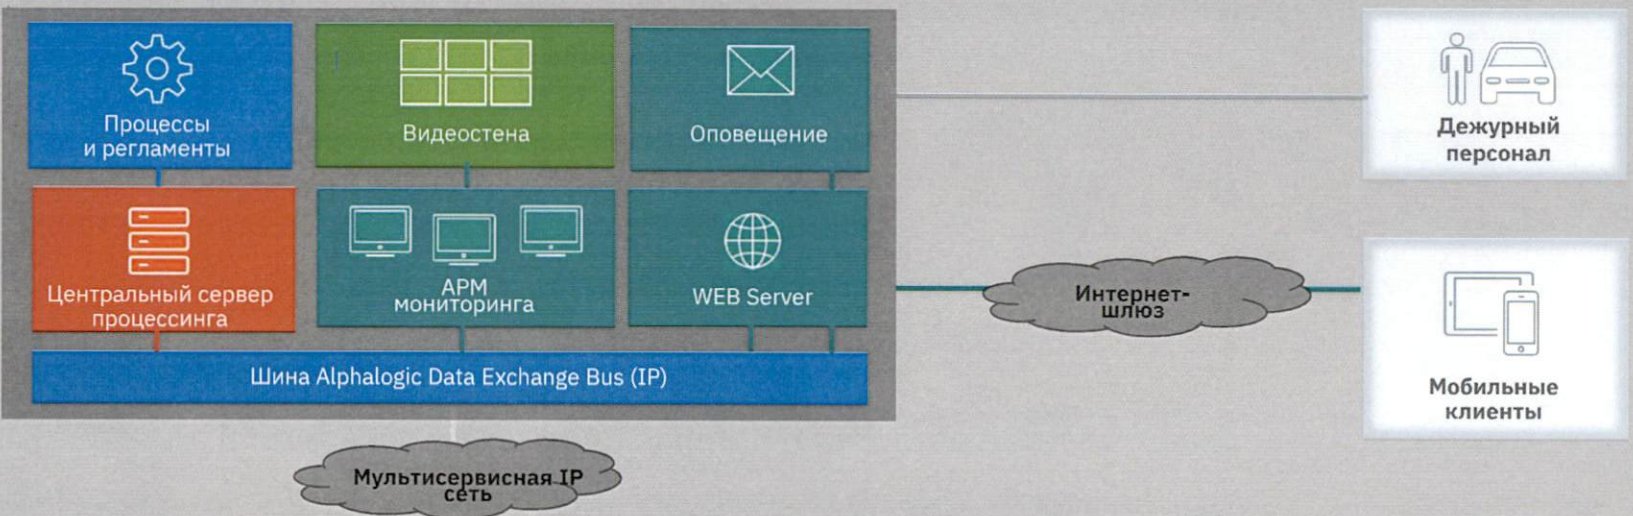 Процессы
и регламенты
Видеостена
Оповещение
Дежурный
персонал
Центральный сервер
процессинга
АРМ
мониторинга
WEB Server
Интернет-
шлюз
Мобильные
клиенты
Шина Alphalogic Data Exchange Bus (IP)
Мультисервисная IP
сеть